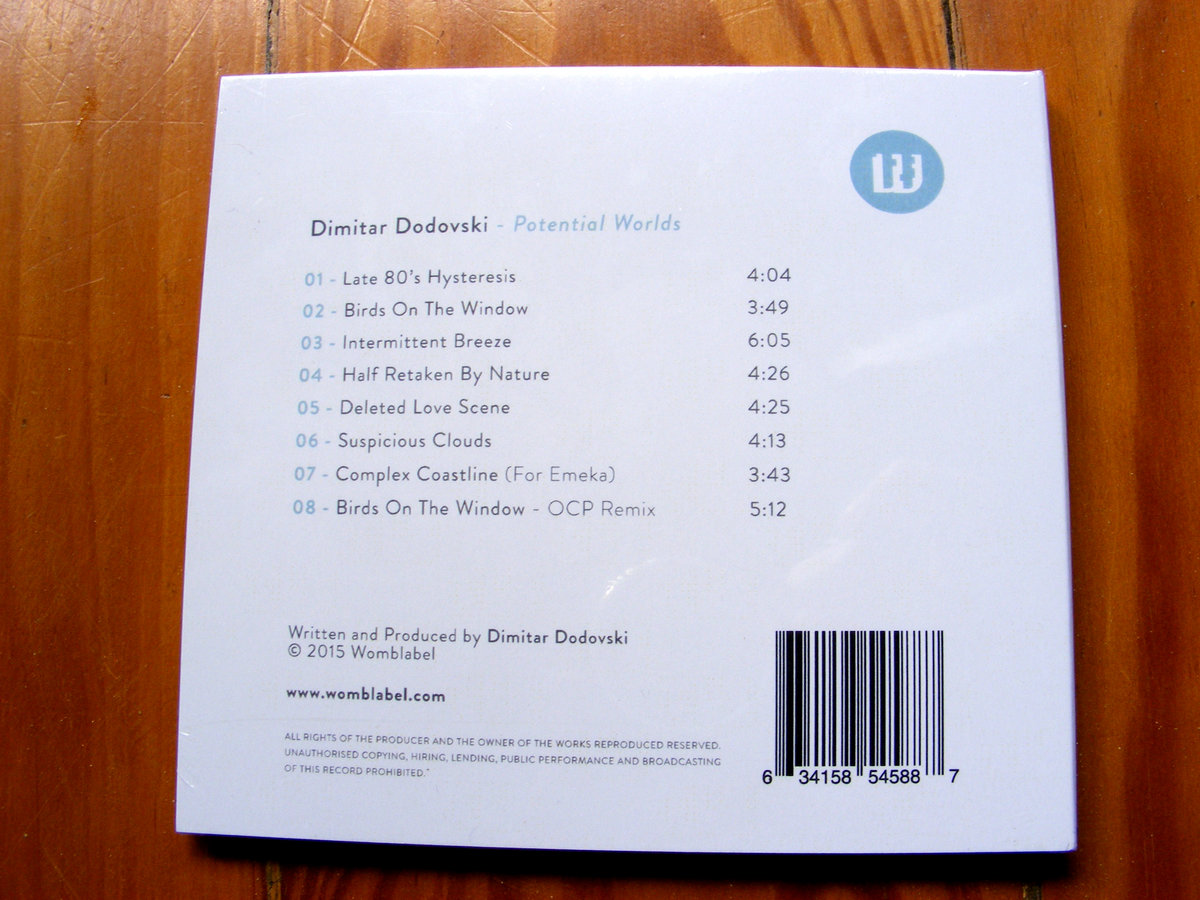 W
Dimitar Dodovski - Potential Worlds
01 - Late 80's Hysteresis 4:04
02 - Birds On The Window 3:49
03 - Intermittent Breeze 6:05
04 - Half Retaken By Nature 4:26
05 - Deleted Love Scene 4:25
06 - Suspicious Clouds 4:13
07 - Complex Coastline (For Emeka) 3:43
08 - Birds On The Window - OCP Remix 5:12
Written and Produced by Dimitar Dodovski
© 2015 Womblabel
www.womblabel.com
ALL RIGHTS OF THE PRODUCER AND THE OWNER OF THE WORKS REPRODUCED RESERVED.
UNAUTHORISED COPYING, HIRING, LENDING, PUBLIC PERFORMANCE AND BROADCASTING
OF THIS RECORD PROHIBITED."
6 34158 54588 7